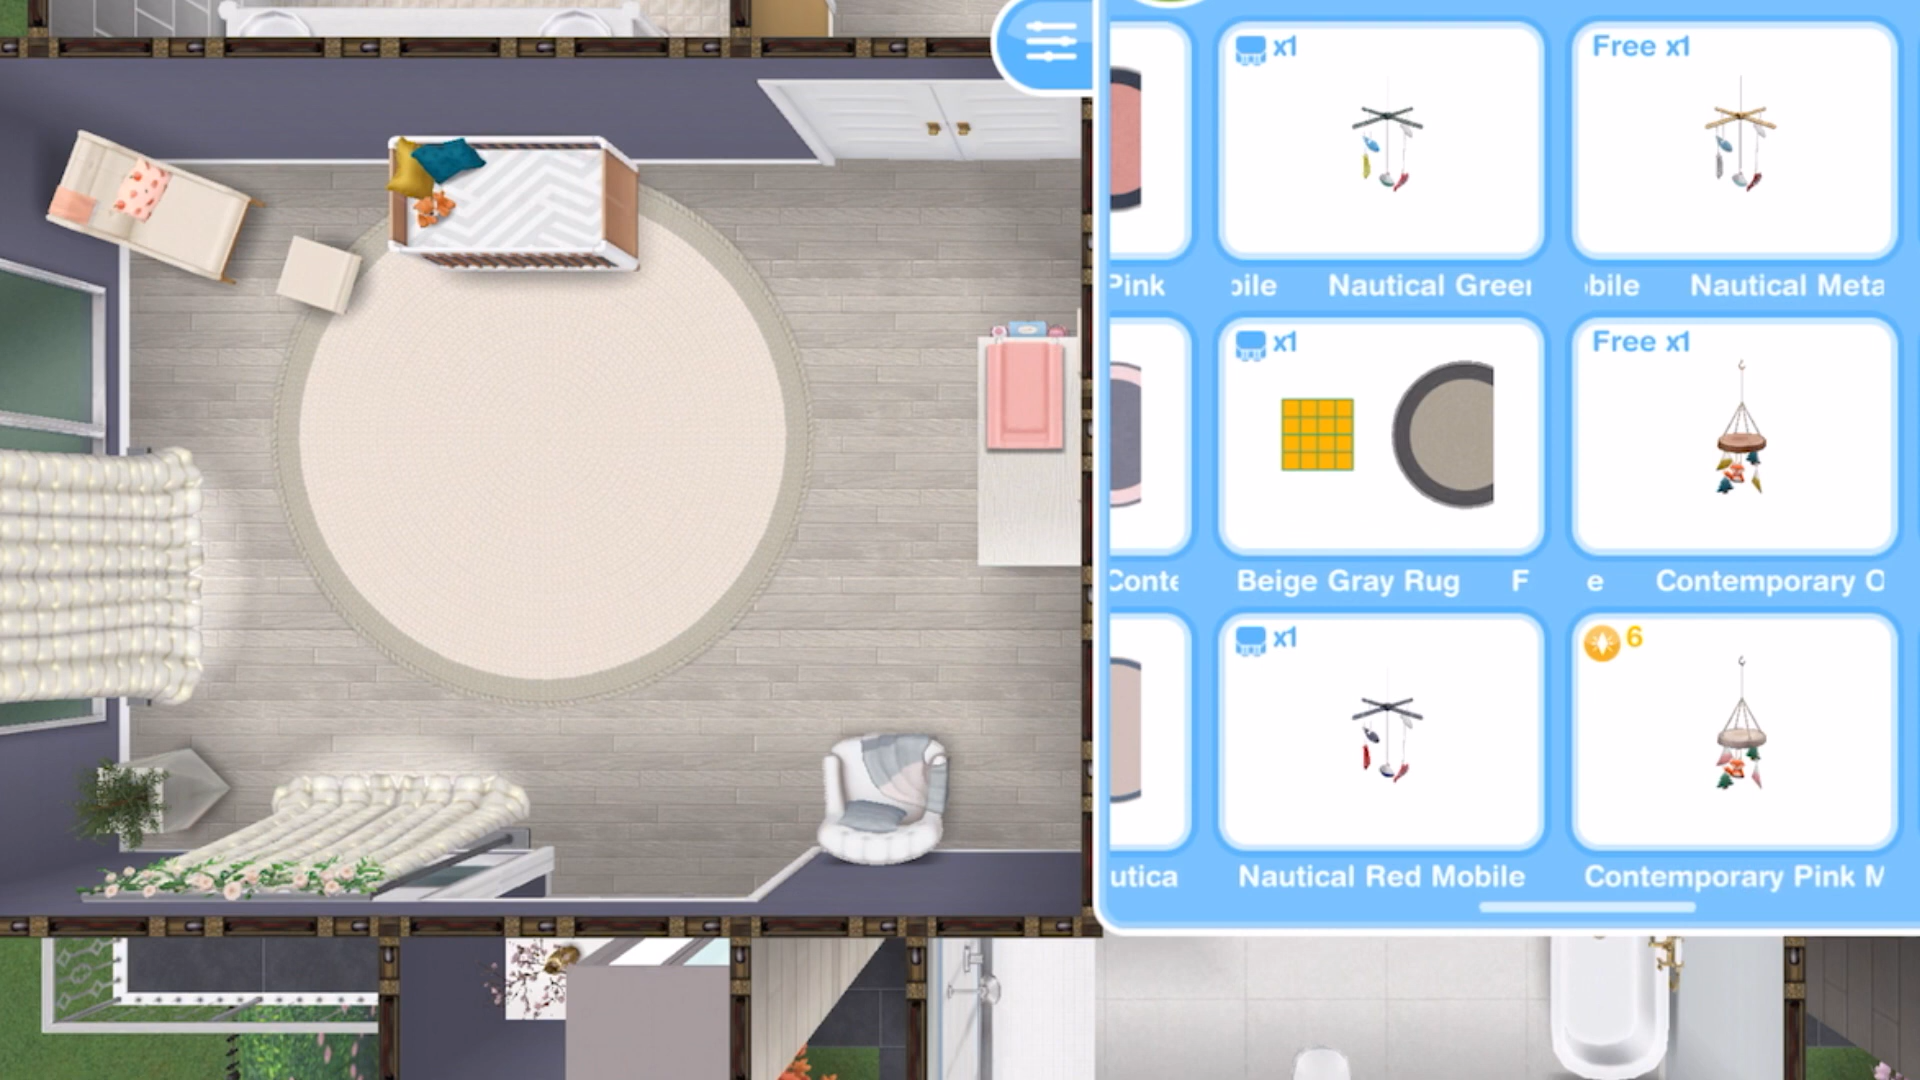 x1
Free x1
Pink
bile Nautical Green
bile Nautical Meta
x1
Free x1
Conte
Beige Gray Rug F
e Contemporary O
x1
6
utica
Nautical Red Mobile
Contemporary Pink M